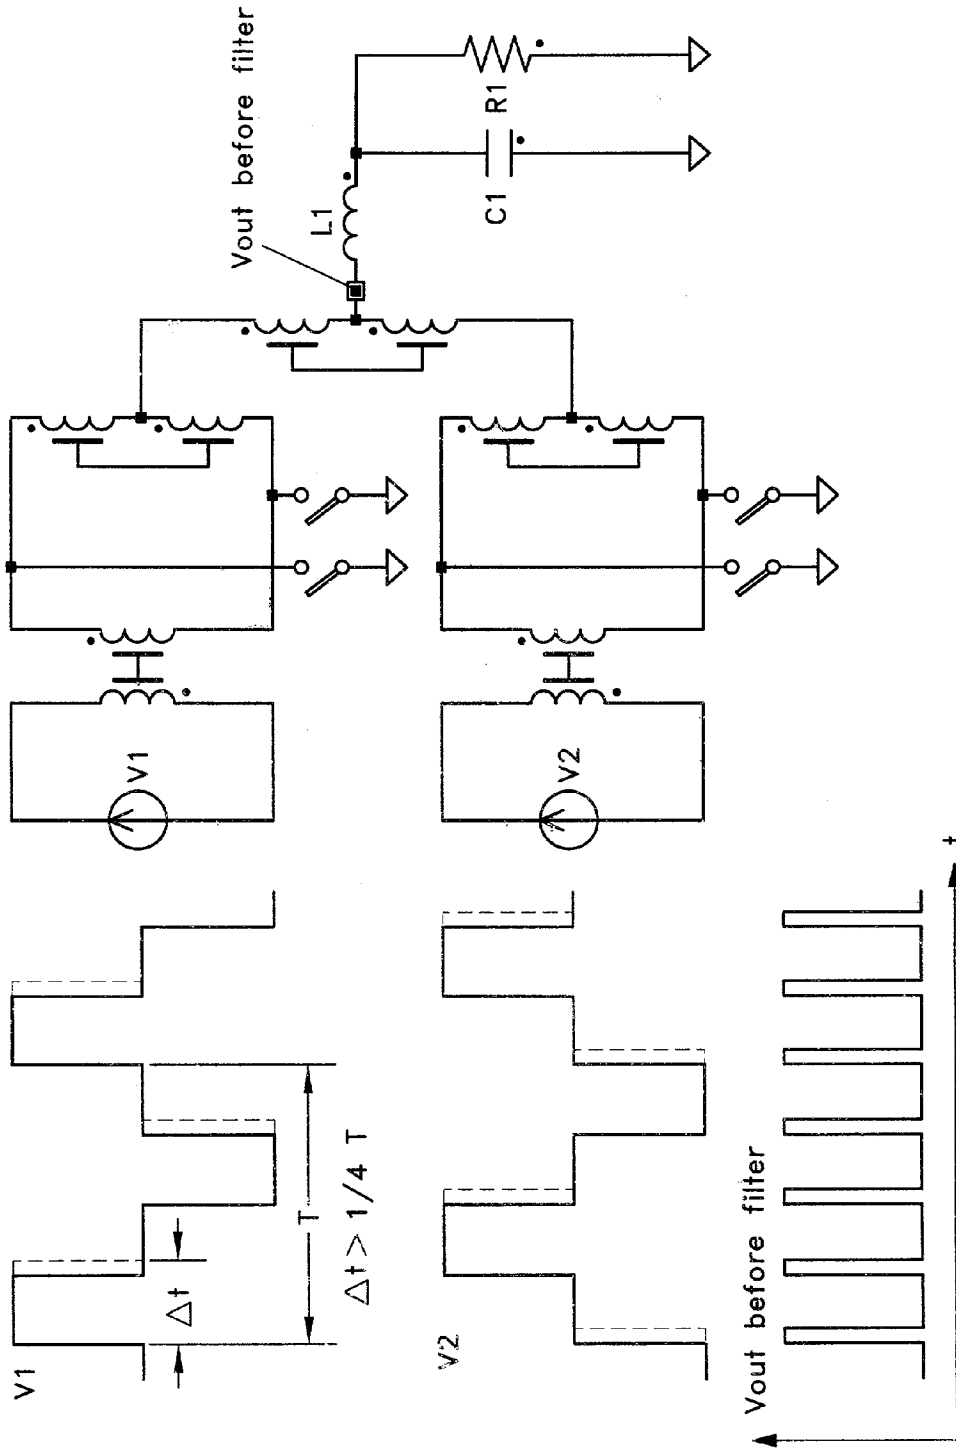 V1
Δt
T
Δt > 1/4 T
V2
Vout before filter
t
V1
V2
Vout before filter
L1
C1
R1